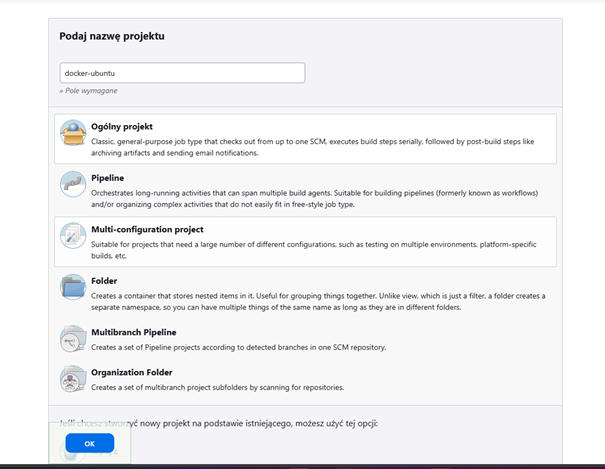 Podaj nazwę projektu
docker-ubuntu
» Pole wymagane
Ogólny projekt
Classic, general-purpose job type that checks out from up to one SCM, executes build steps serially, followed by post-build steps like
archiving artifacts and sending email notifications.
Pipeline
Orchestrates long-running activities that can span multiple build agents. Suitable for building pipelines (formerly known as workflows)
and/or organizing complex activities that do not easily fit in free-style job type.
Multi-configuration project
Suitable for projects that need a large number of different configurations, such as testing on multiple environments, platform-specific
builds, etc.
Folder
Creates a container that stores nested items in it. Useful for grouping things together. Unlike view, which is just a filter, a folder creates a
separate namespace, so you can have multiple things of the same name as long as they are in different folders.
Multibranch Pipeline
Creates a set of Pipeline projects according to detected branches in one SCM repository.
Organization Folder
Creates a set of multibranch project subfolders by scanning for repositories.
Jeśli chcesz stworzyć nowy projekt na podstawie istniejącego, możesz użyć tej opcji:
OK